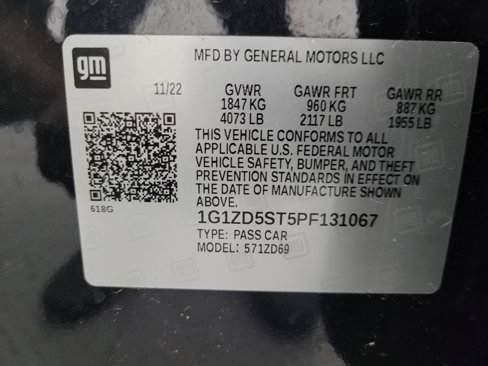 gm
MFD BY GENERAL MOTORS LLC
11/22 GVWR GAWR FRT GAWR RR
1847 KG 960 KG 887 KG
4073 LB 2117 LB 1955 LB
THIS VEHICLE CONFORMS TO ALL
APPLICABLE U.S. FEDERAL MOTOR
VEHICLE SAFETY, BUMPER, AND THEFT
PREVENTION STANDARDS IN EFFECT ON
THE DATE OF MANUFACTURE SHOWN
ABOVE.
618G
1G1ZD5ST5PF131067
TYPE: PASS CAR
MODEL: 571ZD69